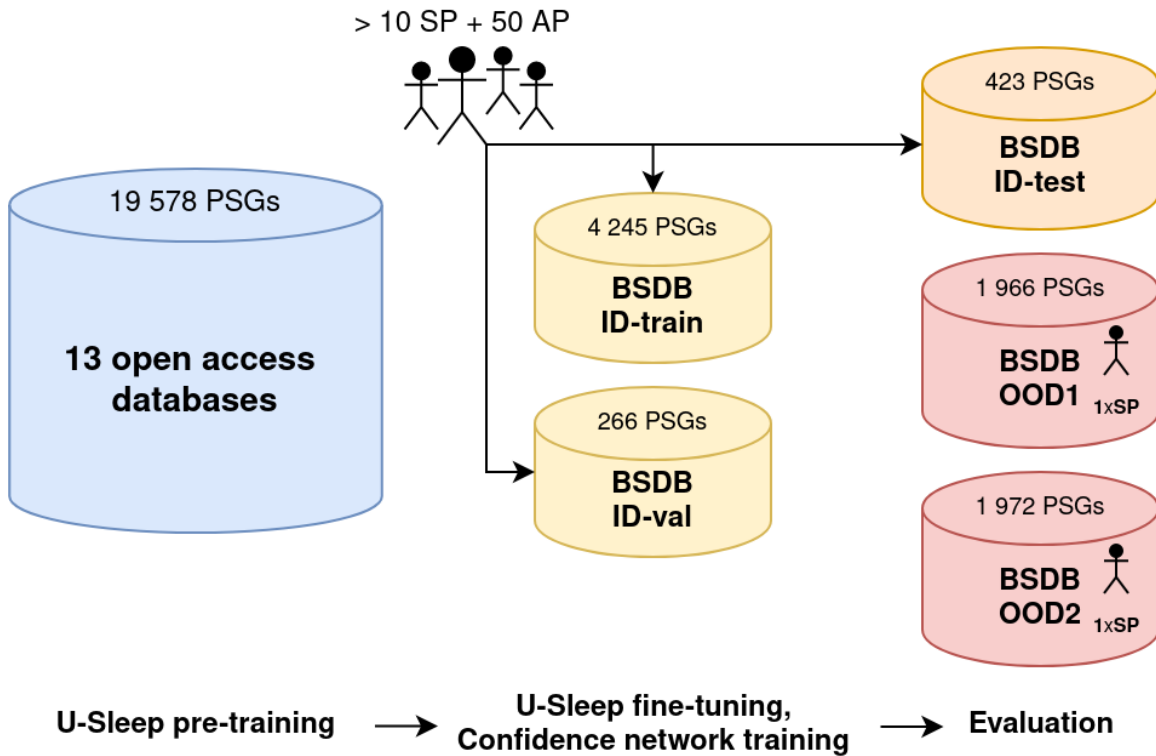 > 10 SP + 50 AP
19 578 PSGs
13 open access
databases
4 245 PSGs
BSDB
ID-train
266 PSGs
BSDB
ID-val
423 PSGs
BSDB
ID-test
1 966 PSGs
BSDB
OOD1
1xSP
1 972 PSGs
BSDB
OOD2
1xSP
U-Sleep pre-training
U-Sleep fine-tuning,
Confidence network training
Evaluation